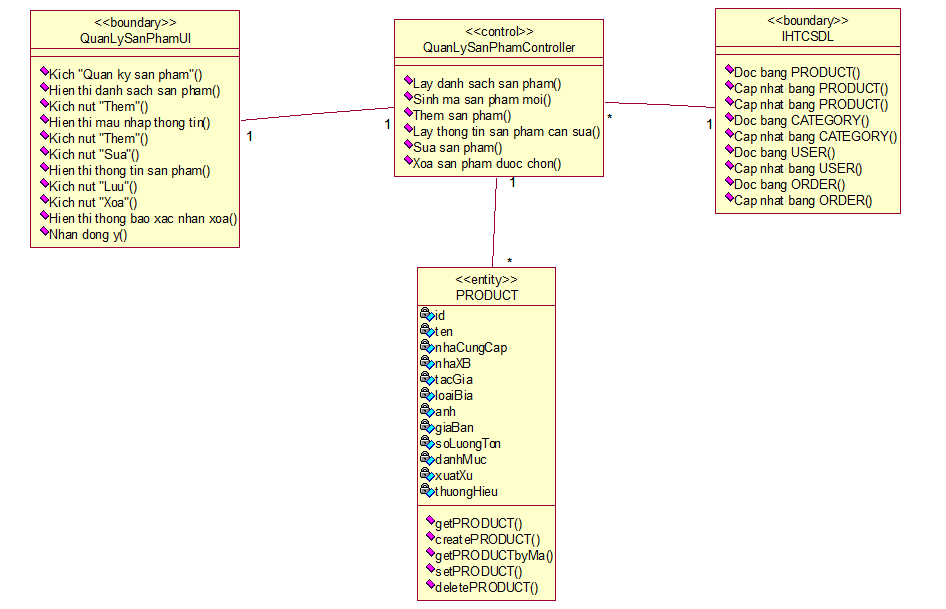 <<boundary>>
QuanLySanPhamUI
Kich "Quan ky san pham"()
Hien thi danh sach san pham()
Kich nut "Them"()
Hien thi mau nhap thong tin()
Kich nut "Them"()
Kich nut "Sua"()
Hien thi thong tin san pham()
Kich nut "Luu"()
Kich nut "Xoa"()
Hien thi thong bao xac nhan xoa()
Nhan dong y()
1
1
<<control>>
QuanLySanPhamController
Lay danh sach san pham()
Sinh ma san pham moi()
Them san pham()
Lay thong tin san pham can sua()
Sua san pham()
Xoa san pham duoc chon()
*
1
<<boundary>>
IHTCSDL
Doc bang PRODUCT()
Cap nhat bang PRODUCT()
Cap nhat bang PRODUCT()
Doc bang CATEGORY()
Cap nhat bang CATEGORY()
Doc bang USER()
Cap nhat bang USER()
Doc bang ORDER()
Cap nhat bang ORDER()
1
*
<<entity>>
PRODUCT
id
ten
nhaCungCap
nhaXB
tacGia
loaiBia
anh
giaBan
soLuongTon
danhMuc
xuatXu
thuongHieu
getPRODUCT()
createPRODUCT()
getPRODUCTbyMa()
setPRODUCT()
deletePRODUCT()